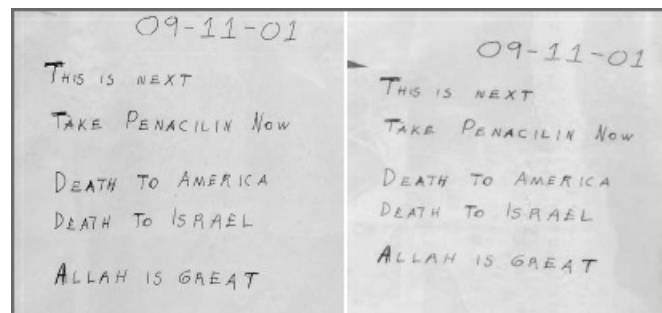 09-11-01
THIS IS NEXT
TAKE PENACILIN NOW
DEATH TO AMERICA
DEATH TO ISRAEL
ALLAH IS GREAT
09-11-01
THIS IS NEXT
TAKE PENACILIN NOW
DEATH TO AMERICA
DEATH TO ISRAEL
ALLAH IS GREAT